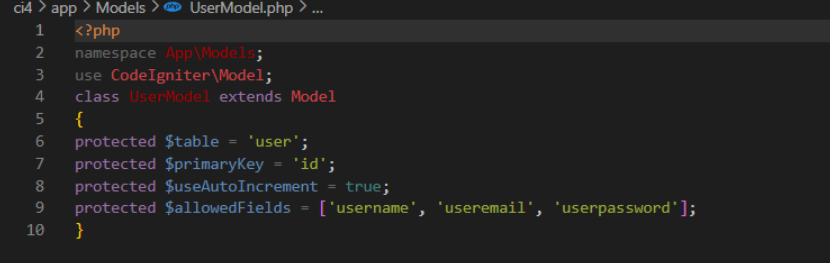 ci4 > app > Models > php UserModel.php > ...
1 <?php
2 namespace App\Models;
3 use CodeIgniter\Model;
4 class UserModel extends Model
5 {
6 protected $table = 'user';
7 protected $primaryKey = 'id';
8 protected $useAutoIncrement = true;
9 protected $allowedFields = ['username', 'useremail', 'userpassword'];
10 }